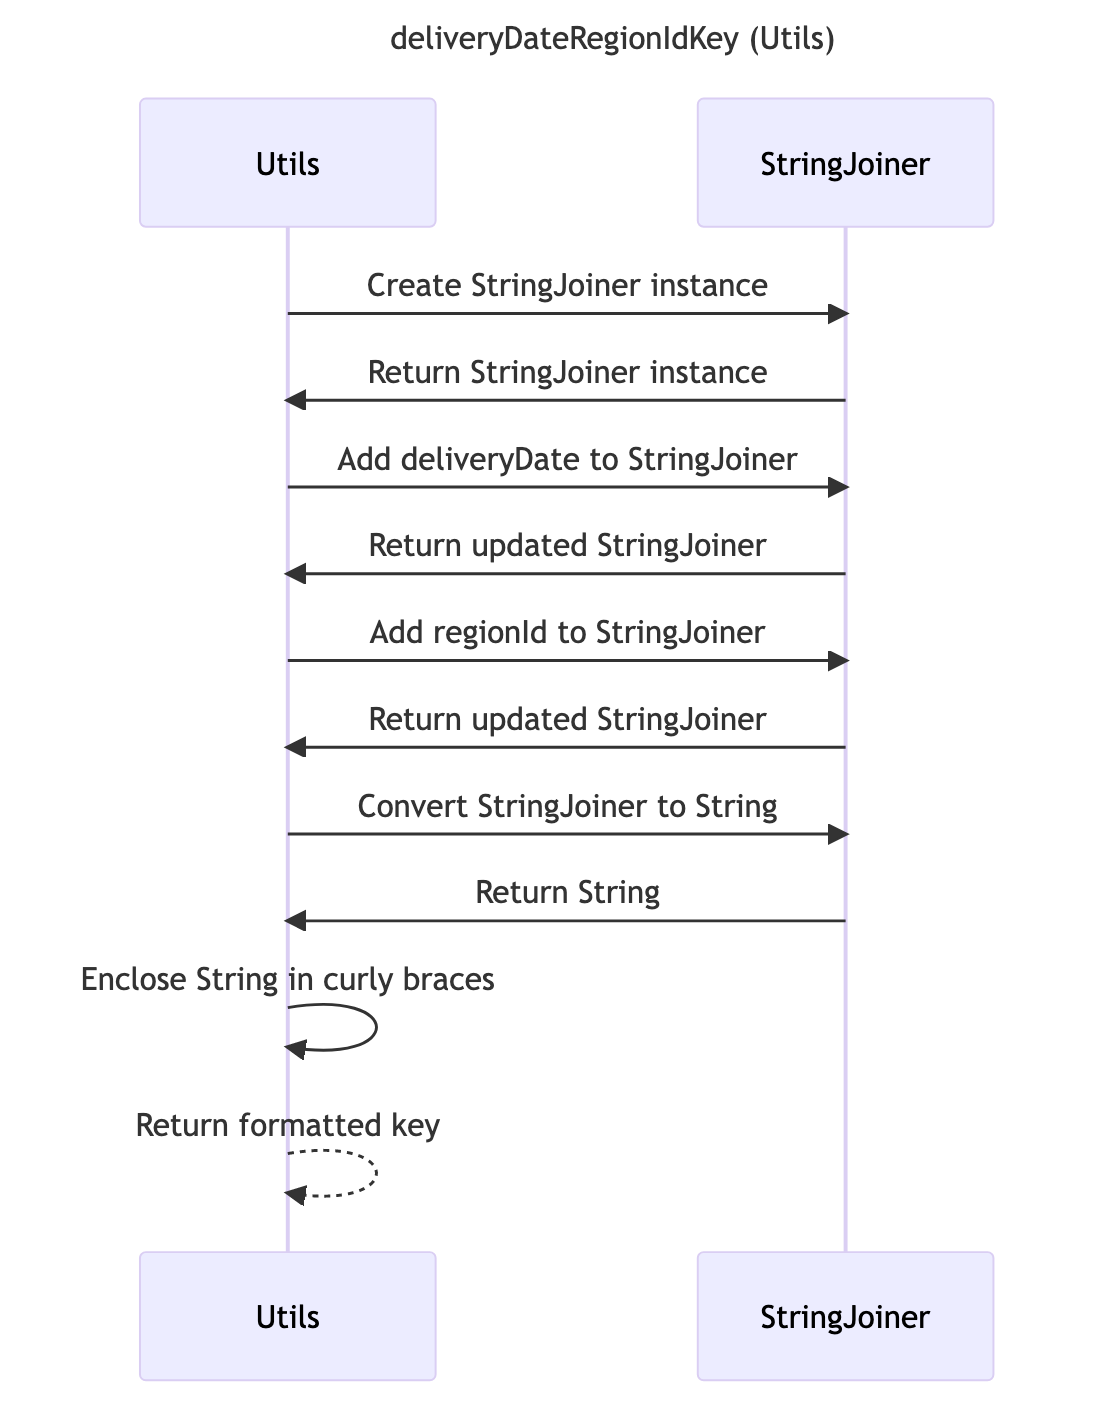 deliveryDateRegionIdKey (Utils)
Utils
StringJoiner
Create StringJoiner instance
Return StringJoiner instance
Add deliveryDate to StringJoiner
Return updated StringJoiner
Add regionId to StringJoiner
Return updated StringJoiner
Convert StringJoiner to String
Return String
Enclose String in curly braces
Return formatted key
Utils
StringJoiner